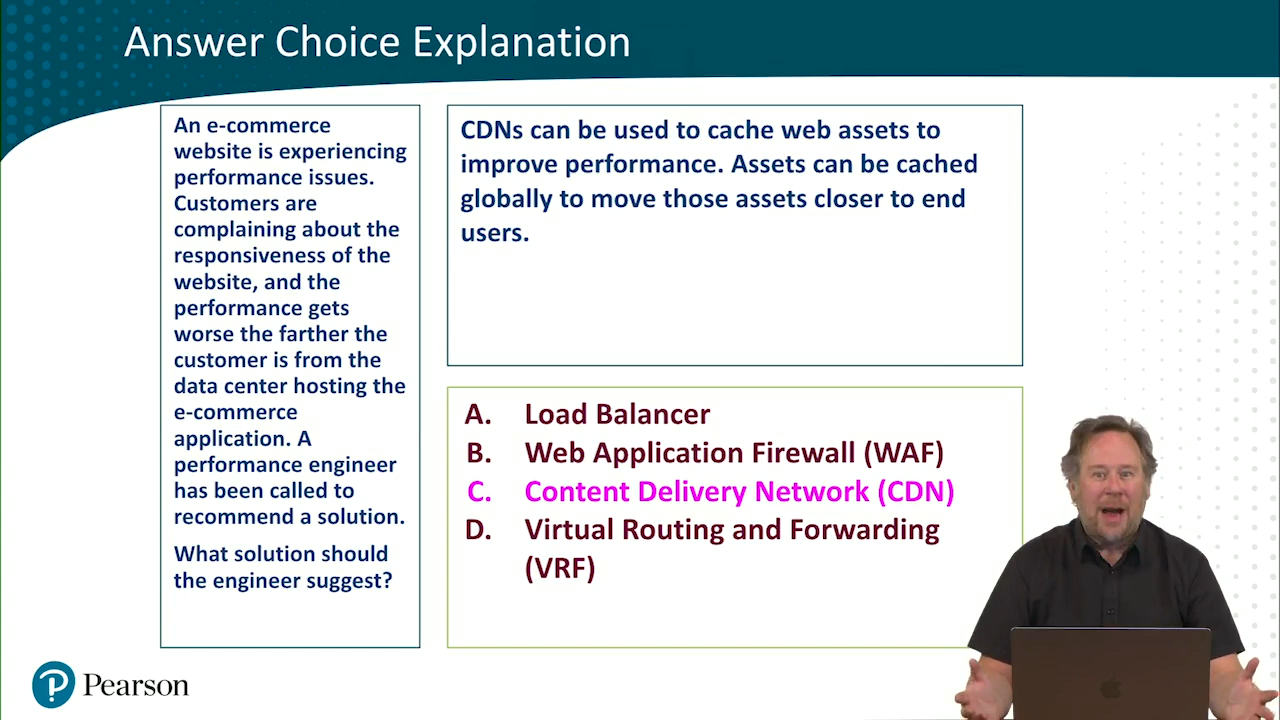 Answer Choice Explanation
An e-commerce
website is experiencing
performance issues.
Customers are
complaining about the
responsiveness of the
website, and the
performance gets
worse the farther the
customer is from the
data center hosting the
e-commerce
application. A
performance engineer
has been called to
recommend a solution.
What solution should
the engineer suggest?
CDNs can be used to cache web assets to
improve performance. Assets can be cached
globally to move those assets closer to end
users.
A. Load Balancer
B. Web Application Firewall (WAF)
C. Content Delivery Network (CDN)
D. Virtual Routing and Forwarding
(VRF)
Pearson